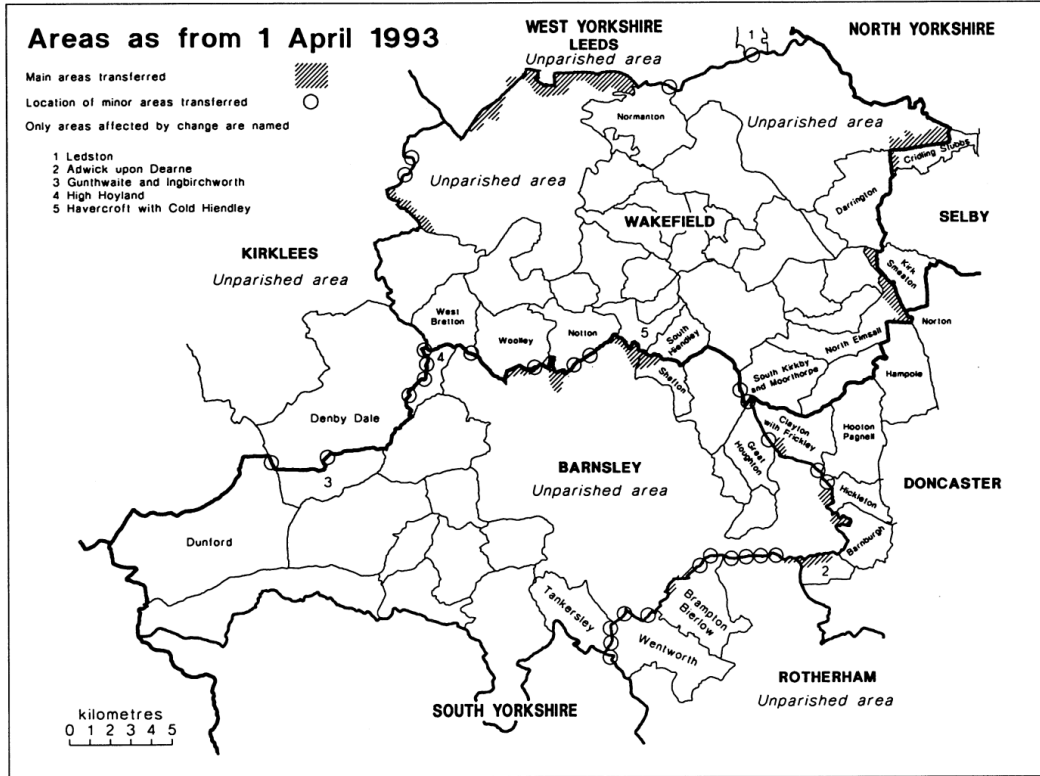 Areas as from 1 April 1993
Main areas transferred
Location of minor areas transferred
Only areas affected by change are named
1 Ledston
2 Adwick upon Dearne
3 Gunthwaite and Ingbirchworth
4 High Hoyland
5 Havercroft with Cold Hiendley
WEST YORKSHIRE
LEEDS
Unparished area
1
NORTH YORKSHIRE
Normanton
Unparished area
Cridling Stubbs
Unparished area
Darrington
WAKEFIELD
SELBY
KIRKLEES
Unparished area
Kirk
Smeaton
West
Bretton
Woolley
Notton
5
South
Hiendley
North Elmsall
Norton
4
Shafton
South Kirkby
and Moorthorpe
Hampole
Denby Dale
Clayton
with Frickley
Hooton
Pagnell
Great
Houghton
BARNSLEY
Unparished area
3
Hickleton
DONCASTER
Dunford
Barnburgh
2
Tankersley
Brampton
Bierlow
Wentworth
ROTHERHAM
Unparished area
SOUTH YORKSHIRE
kilometres
0 1 2 3 4 5